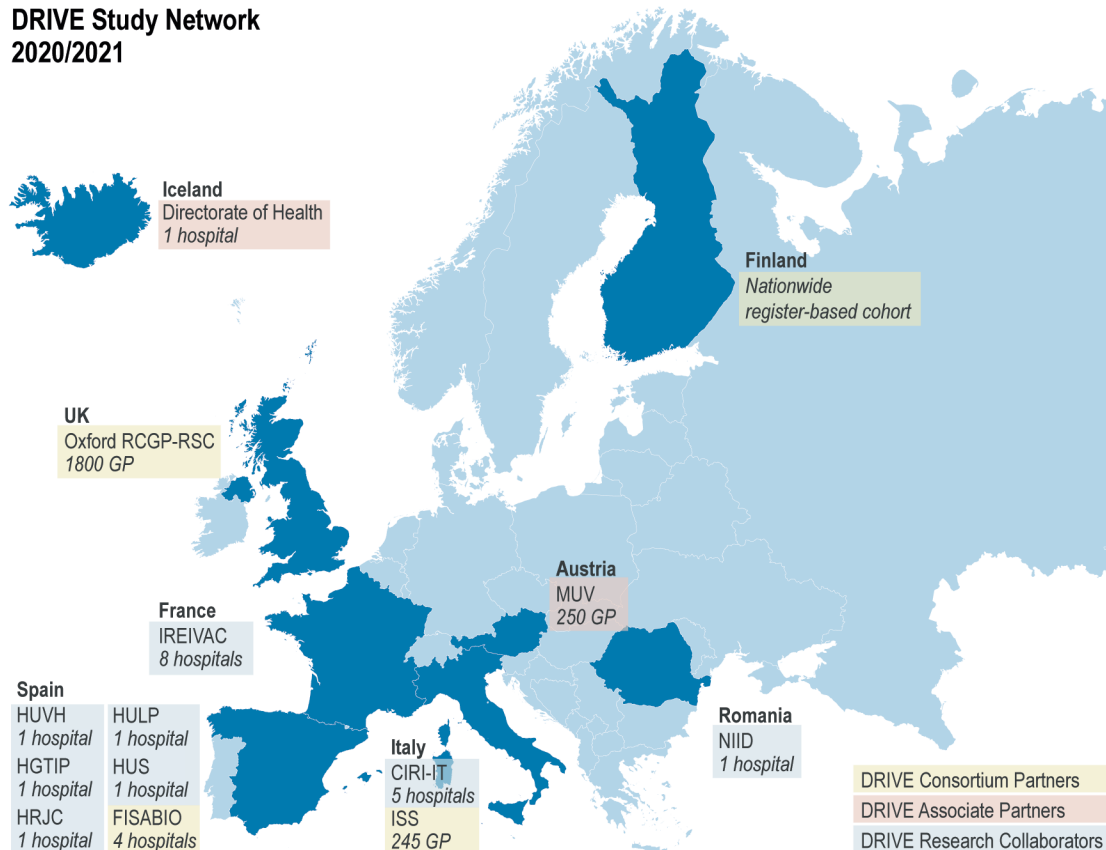 DRIVE Study Network
2020/2021
Iceland
Directorate of Health
1 hospital
Finland
Nationwide
register-based cohort
UK
Oxford RCGP-RSC
1800 GP
Austria
MUV
250 GP
France
IREIVAC
8 hospitals
Spain
HUVH
1 hospital
HGTIP
1 hospital
HRJC
1 hospital
HULP
1 hospital
HUS
1 hospital
FISABIO
4 hospitals
Italy
CIRI-IT
5 hospitals
ISS
245 GP
Romania
NIID
1 hospital
DRIVE Consortium Partners
DRIVE Associate Partners
DRIVE Research Collaborators